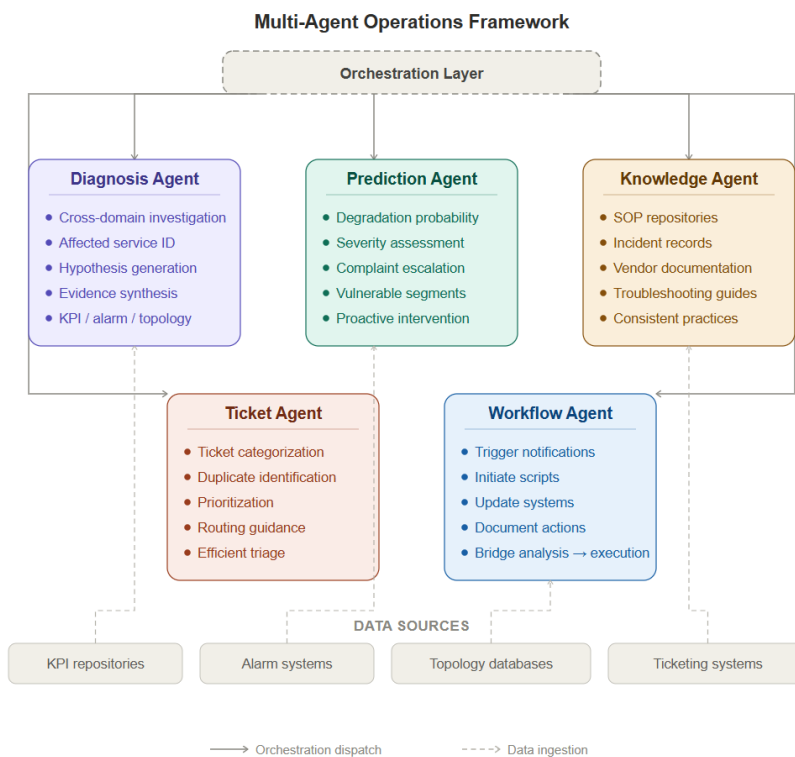 Multi-Agent Operations Framework
Orchestration Layer
Diagnosis Agent
Cross-domain investigation
Affected service ID
Hypothesis generation
Evidence synthesis
KPI / alarm / topology
Prediction Agent
Degradation probability
Severity assessment
Complaint escalation
Vulnerable segments
Proactive intervention
Knowledge Agent
SOP repositories
Incident records
Vendor documentation
Troubleshooting guides
Consistent practices
Ticket Agent
Ticket categorization
Duplicate identification
Prioritization
Routing guidance
Efficient triage
Workflow Agent
Trigger notifications
Initiate scripts
Update systems
Document actions
Bridge analysis → execution
DATA SOURCES
KPI repositories
Alarm systems
Topology databases
Ticketing systems
Orchestration dispatch
Data ingestion